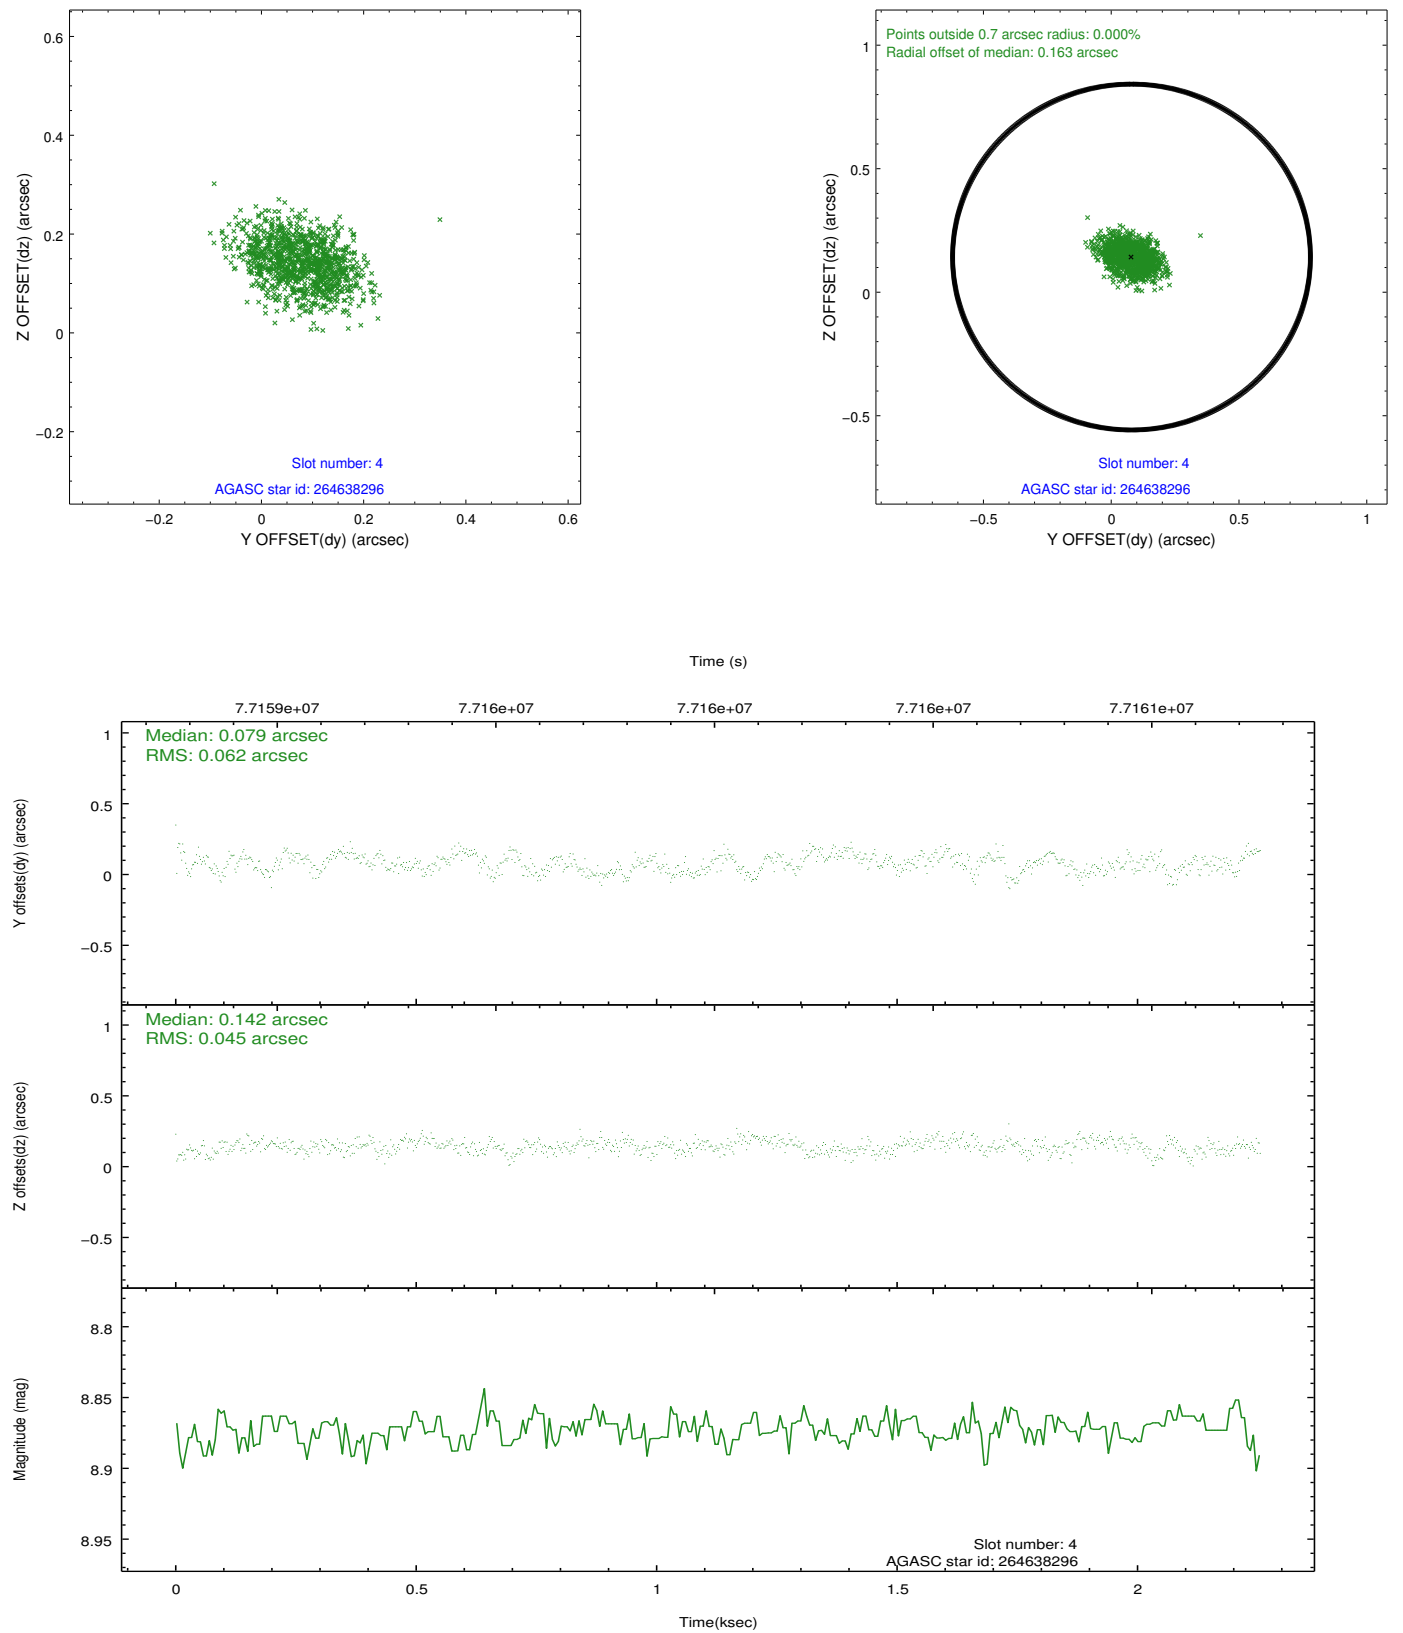 0.6
0.4
0.2
0
−0.2
Z OFFSET(dz) (arcsec)
Slot number: 4
AGASC star id: 264638296
−0.2 0 0.2 0.4 0.6
Y OFFSET(dy) (arcsec)
Points outside 0.7 arcsec radius: 0.000%
Radial offset of median: 0.163 arcsec
1
0.5
0
−0.5
Z OFFSET(dz) (arcsec)
Slot number: 4
AGASC star id: 264638296
−0.5 0 0.5 1
Y OFFSET(dy) (arcsec)
Time (s)
7.7159e+07 7.716e+07 7.716e+07 7.716e+07 7.7161e+07
Median: 0.079 arcsec
RMS: 0.062 arcsec
1
0.5
0
−0.5
Y offsets(dy) (arcsec)
Median: 0.142 arcsec
RMS: 0.045 arcsec
1
0.5
0
−0.5
Z offsets(dz) (arcsec)
8.8
8.85
8.9
8.95
Magnitude (mag)
Slot number: 4
AGASC star id: 264638296
0 0.5 1 1.5 2
Time(ksec)